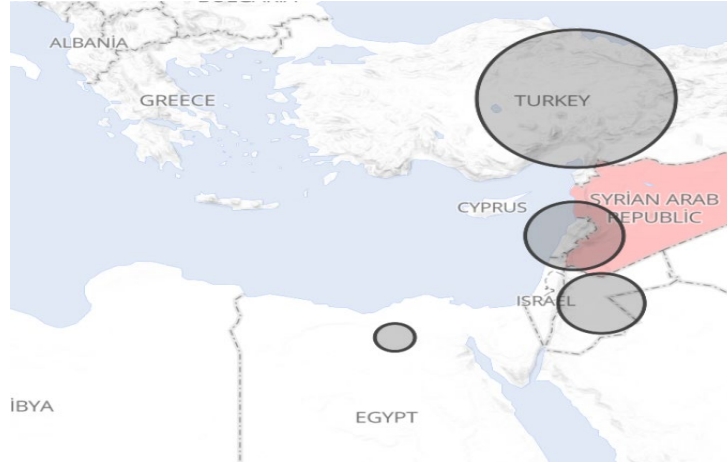 ALBANİA
GREECE
TURKEY
CYPRUS
SYRİAN ARAB
REPUBLIC
ISRAEL
İBYA
EGYPT